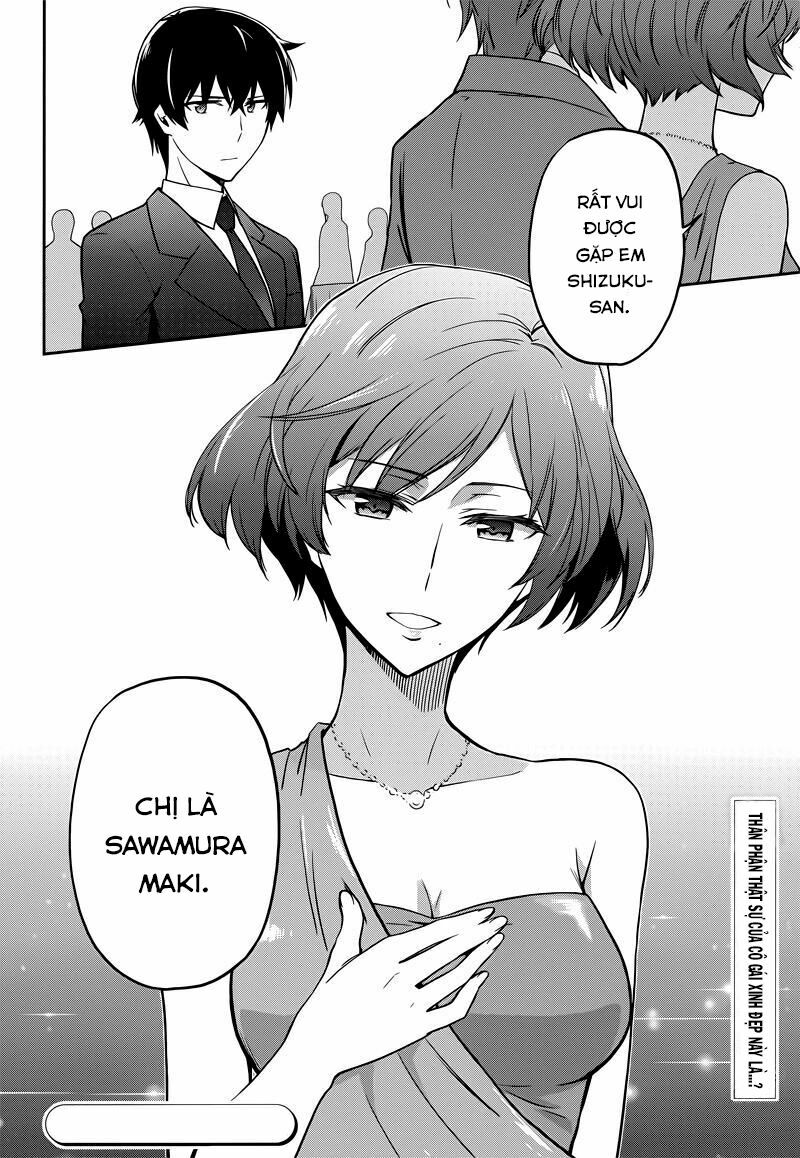 RẤT VUI
ĐƯỢC
GẶP EM
SHIZUKU-
SAN.
CHỊ LÀ
SAWAMURA
MAKI.
THÂN PHẬN THẬT SỰ CỦA CÔ GÁI XINH ĐẸP NÀY LÀ...?